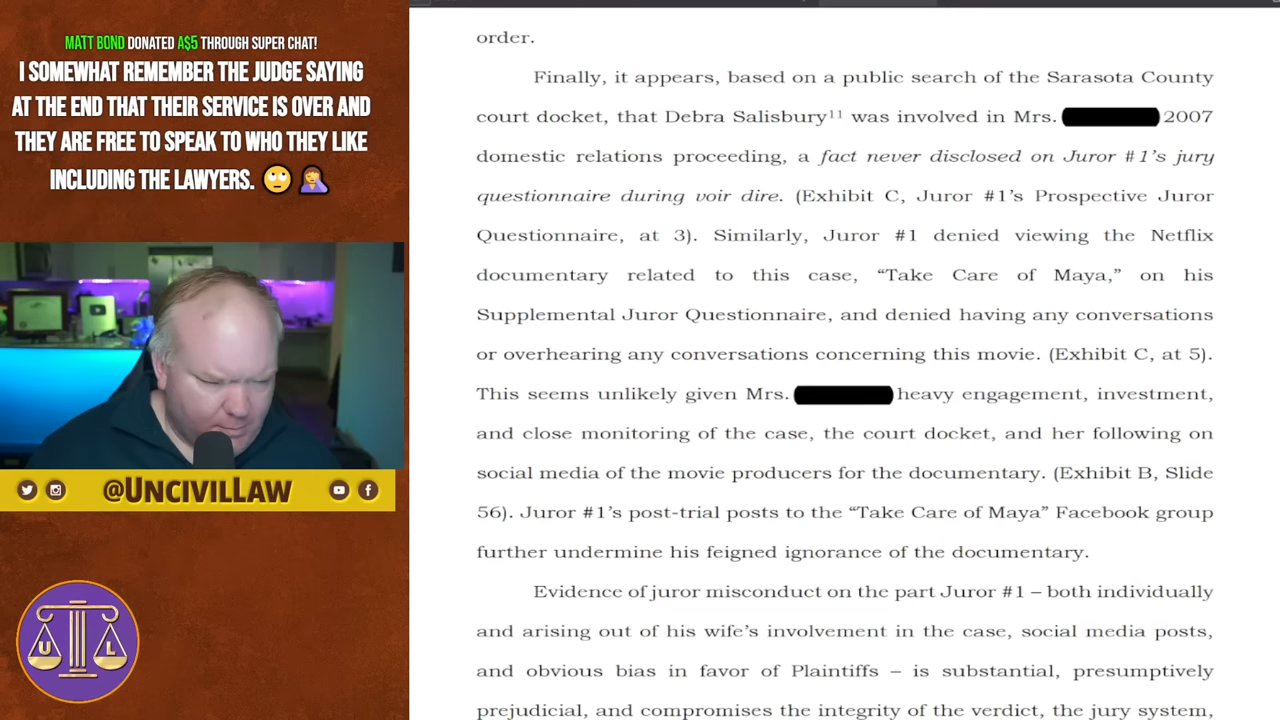 MATT BOND DONATED A$5 THROUGH SUPER CHAT!
I SOMEWHAT REMEMBER THE JUDGE SAYING
AT THE END THAT THEIR SERVICE IS OVER AND
THEY ARE FREE TO SPEAK TO WHO THEY LIKE
INCLUDING THE LAWYERS. 🙄 🤦
@UNCIVILLAW
U L
order.
Finally, it appears, based on a public search of the Sarasota County
court docket, that Debra Salisbury¹¹ was involved in Mrs. 2007
domestic relations proceeding, a fact never disclosed on Juror #1’s jury
questionnaire during voir dire. (Exhibit C, Juror #1’s Prospective Juror
Questionnaire, at 3). Similarly, Juror #1 denied viewing the Netflix
documentary related to this case, “Take Care of Maya,” on his
Supplemental Juror Questionnaire, and denied having any conversations
or overhearing any conversations concerning this movie. (Exhibit C, at 5).
This seems unlikely given Mrs. heavy engagement, investment,
and close monitoring of the case, the court docket, and her following on
social media of the movie producers for the documentary. (Exhibit B, Slide
56). Juror #1’s post-trial posts to the “Take Care of Maya” Facebook group
further undermine his feigned ignorance of the documentary.
Evidence of juror misconduct on the part Juror #1 – both individually
and arising out of his wife’s involvement in the case, social media posts,
and obvious bias in favor of Plaintiffs – is substantial, presumptively
prejudicial, and compromises the integrity of the verdict, the jury system,